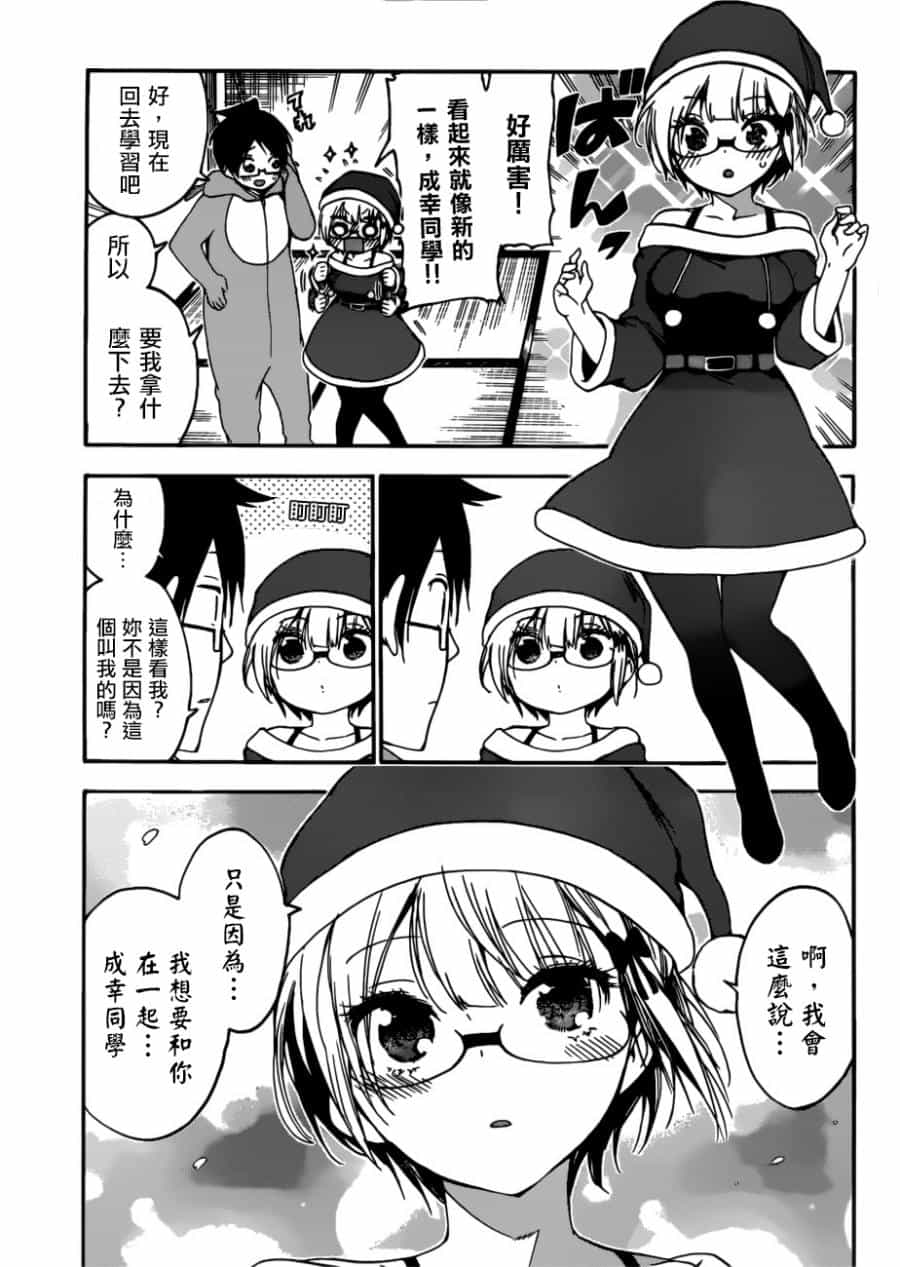 ばーん
好厲害！
看起來就像新的
一樣，成幸同學!!
好，現在
回去學習吧
所以
要我拿什
麼下去？
盯盯盯
為什麼…
這樣看我？
妳不是因為這
個叫我的嗎？
啊，我會
這麼說…
只是因為…
我想要和你
在一起…
成幸同學